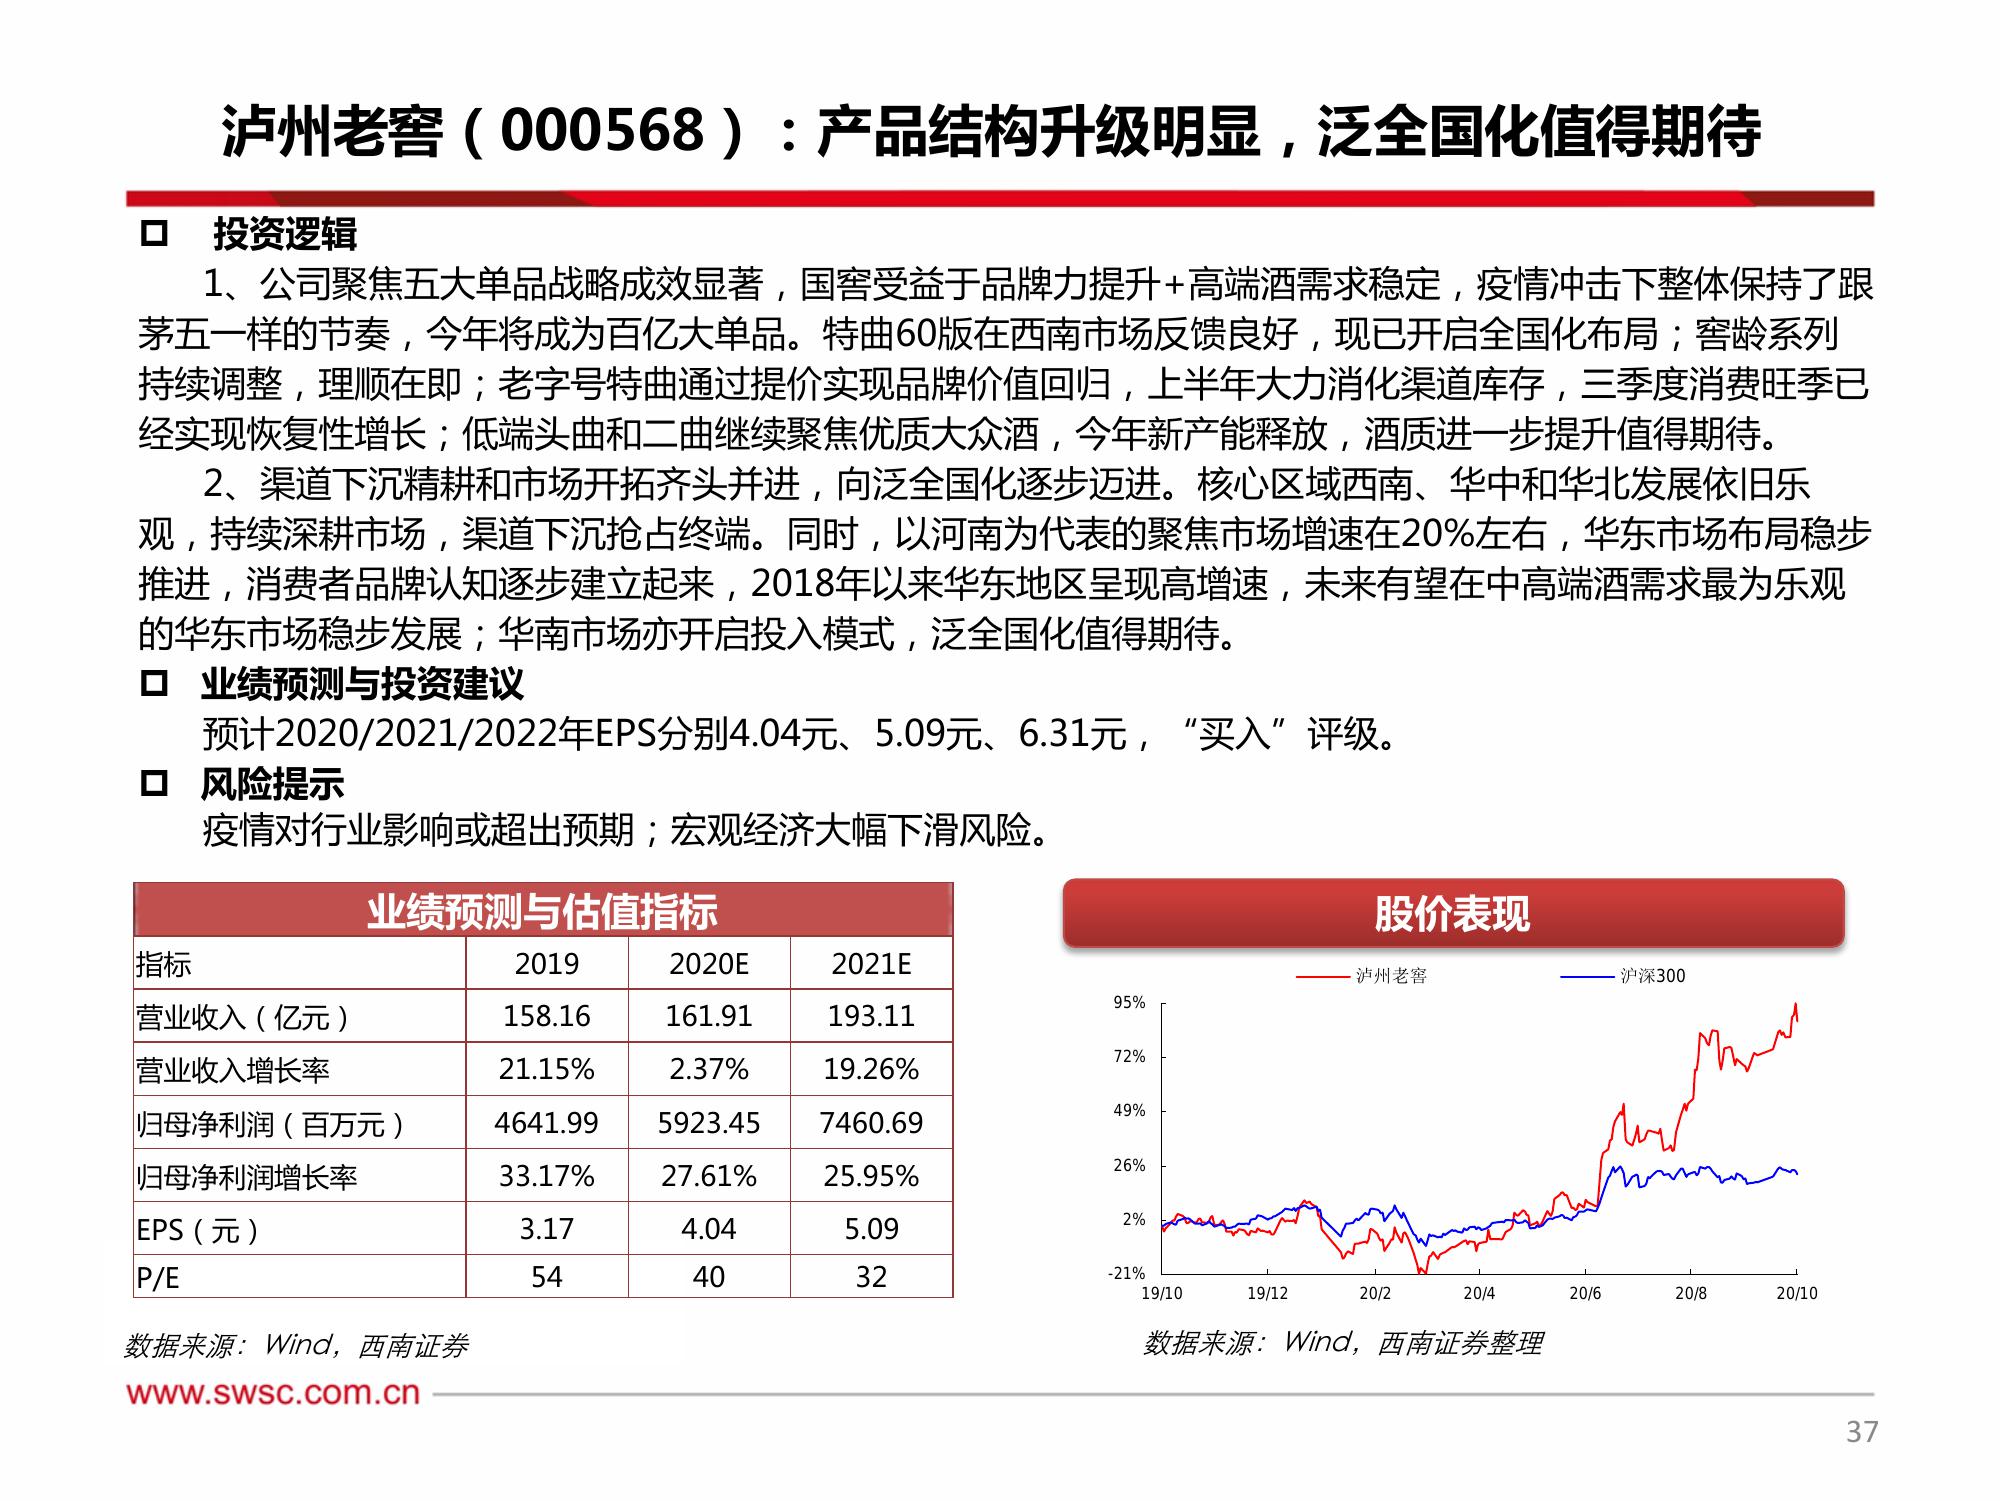 泸州老窖（000568）：产品结构升级明显，泛全国化值得期待
投资逻辑
1、公司聚焦五大单品战略成效显著，国窖受益于品牌力提升+高端酒需求稳定，疫情冲击下整体保持了跟
茅五一样的节奏，今年将成为百亿大单品。特曲60版在西南市场反馈良好，现已开启全国化布局；窖龄系列
持续调整，理顺在即；老字号特曲通过提价实现品牌价值回归，上半年大力消化渠道库存，三季度消费旺季已
经实现恢复性增长；低端头曲和二曲继续聚焦优质大众酒，今年新产能释放，酒质进一步提升值得期待。
2、渠道下沉精耕和市场开拓齐头并进，向泛全国化逐步迈进。核心区域西南、华中和华北发展依旧乐
观，持续深耕市场，渠道下沉抢占终端。同时，以河南为代表的聚焦市场增速在20%左右，华东市场布局稳步
推进，消费者品牌认知逐步建立起来，2018年以来华东地区呈现高增速，未来有望在中高端酒需求最为乐观
的华东市场稳步发展；华南市场亦开启投入模式，泛全国化值得期待。
业绩预测与投资建议
预计2020/2021/2022年EPS分别4.04元、5.09元、6.31元，“买入”评级。
风险提示
疫情对行业影响或超出预期；宏观经济大幅下滑风险。
业绩预测与估值指标
指标 2019 2020E 2021E
营业收入（亿元） 158.16 161.91 193.11
营业收入增长率 21.15% 2.37% 19.26%
归母净利润（百万元） 4641.99 5923.45 7460.69
归母净利润增长率 33.17% 27.61% 25.95%
EPS（元） 3.17 4.04 5.09
P/E 54 40 32
数据来源：Wind，西南证券
股价表现
泸州老窖 沪深300
95%
72%
49%
26%
2%
-21%
19/10 19/12 20/2 20/4 20/6 20/8 20/10
数据来源：Wind，西南证券整理
www.swsc.com.cn
37